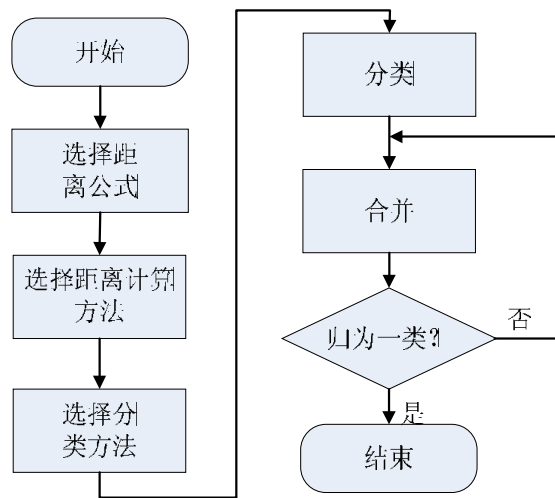 开始
选择距
离公式
选择距离计算
方法
选择分
类方法
分类
合并
归为一类?
否
是
结束